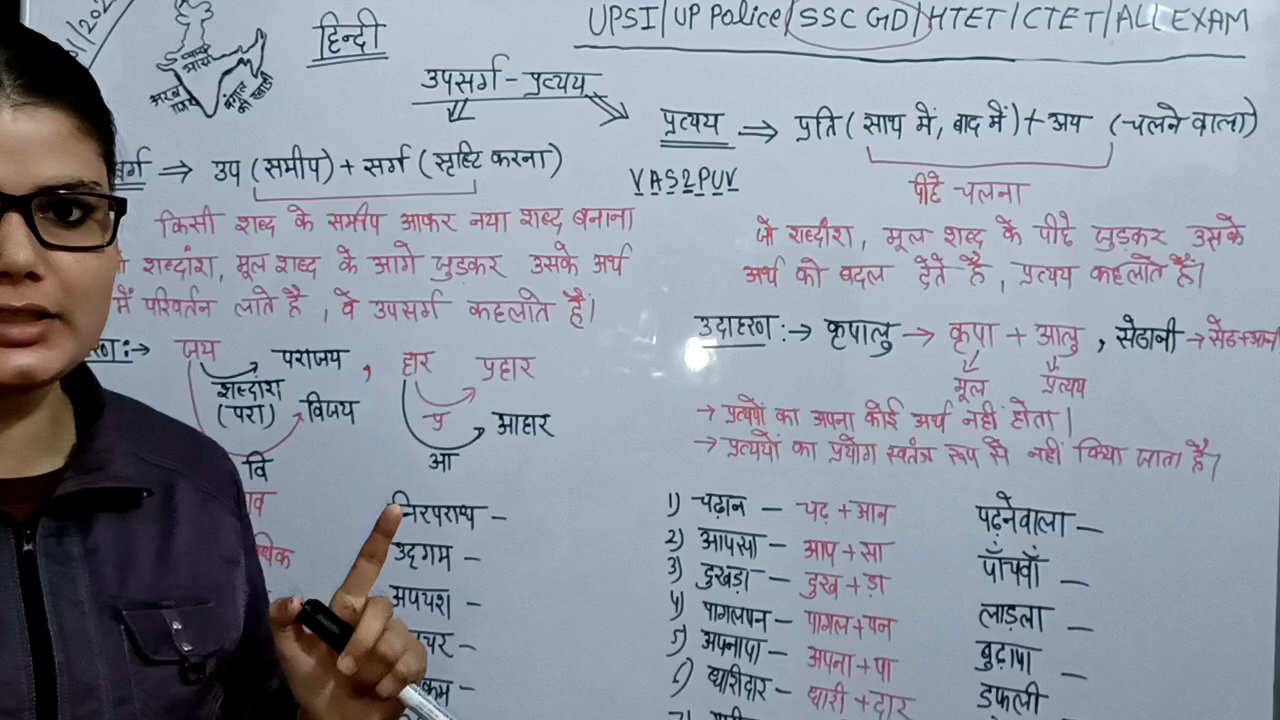 हिन्दी
UPSI/UP Police/SSC GD/HTET/CTET/ALL EXAM
उपसर्ग - प्रत्यय
उप (समीप) + सर्ग (सृष्टि करना)
किसी शब्द के समीप आकर नया शब्द बनाना
शब्दांश, मूल शब्द के आगे जुड़कर उसके अर्थ
में परिवर्तन लाते है, वे उपसर्ग कहलाते हैं।
जय पराजय, हार प्रहार
शब्दांश
(परा) विजय प्र आहार
वि आ
निरपराध -
उद्गम -
अपयश -
प्रत्यय ⇒ प्रति (साथ में, बाद में) + अय (चलने वाला)
VAS2PUV
पीछे चलना
जो शब्दांश, मूल शब्द के पीछे जुड़कर उसके
अर्थ को बदल देते है, प्रत्यय कहलाते हैं।
उदाहरण :→ कृपालु → कृपा + आलु, सेठानी → सेठ+आनी
मूल प्रत्यय
→ प्रत्ययों का अपना कोई अर्थ नहीं होता।
→ प्रत्ययों का प्रयोग स्वतंत्र रूप से नहीं किया जाता है।
1) चढ़ान - चढ़ + आन पढ़नेवाला -
2) आपसा - आप + सा पाँचवाँ -
3) दुखड़ा - दुख + ड़ा लाड़ला -
4) पागलपन - पागल + पन बुढ़ापा -
5) अपनापा - अपना + पा डफली
6) धारीदार - धारी + दार